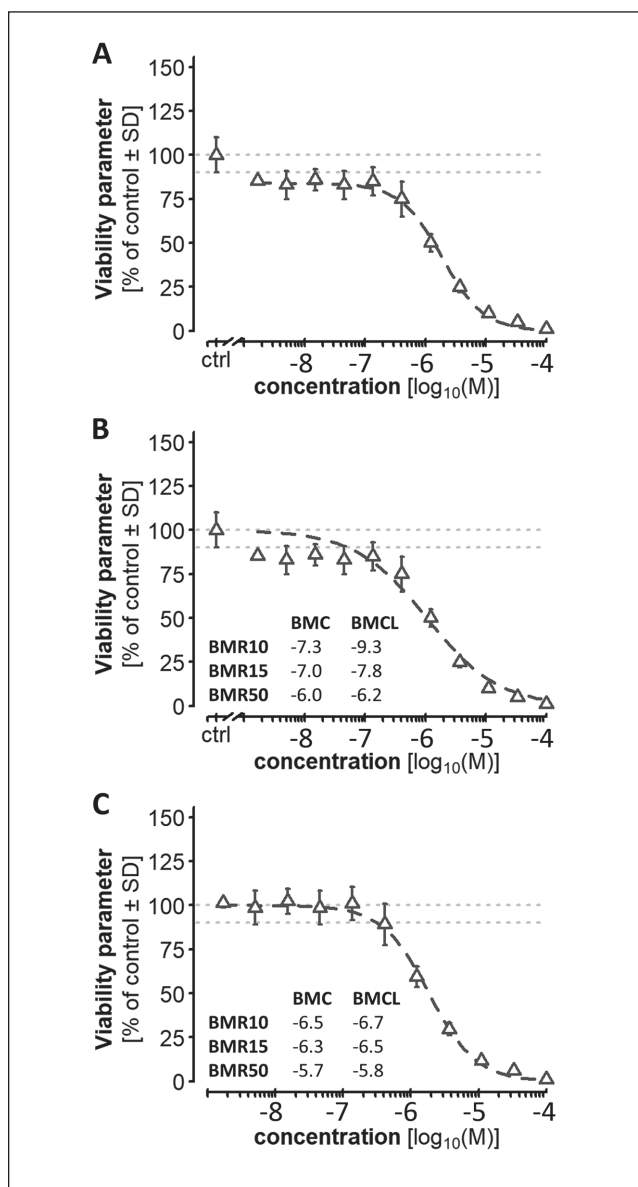 A
150
100
75
50
25
0
Viability parameter
[% of control ± SD]
ctrl
-8
-7
-6
-5
-4
concentration [log₁₀(M)]
B
150
100
75
50
25
0
Viability parameter
[% of control ± SD]
BMC BMCL
BMR10 -7.3 -9.3
BMR15 -7.0 -7.8
BMR50 -6.0 -6.2
ctrl
-8
-7
-6
-5
-4
concentration [log₁₀(M)]
C
150
100
75
50
25
0
Viability parameter
[% of control ± SD]
BMC BMCL
BMR10 -6.5 -6.7
BMR15 -6.3 -6.5
BMR50 -5.7 -5.8
-8
-7
-6
-5
-4
concentration [log₁₀(M)]